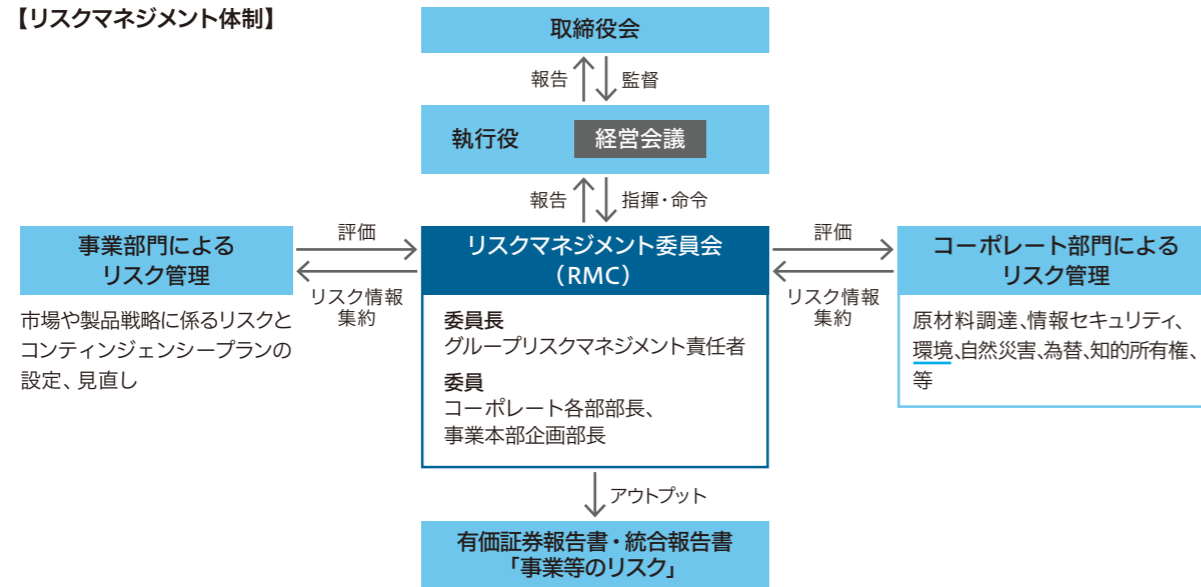 【リスクマネジメント体制】
取締役会
報告
監督
執行役
経営会議
報告
指揮・命令
事業部門による
リスク管理
評価
リスク情報
集約
市場や製品戦略に係るリスクと
コンティンジェンシープランの
設定、見直し
リスクマネジメント委員会
（RMC）
委員長
グループリスクマネジメント責任者
委員
コーポレート各部部長、
事業本部企画部長
評価
リスク情報
集約
コーポレート部門による
リスク管理
原材料調達、情報セキュリティ、
環境、自然災害、為替、知的所有権、
等
アウトプット
有価証券報告書・統合報告書
「事業等のリスク」